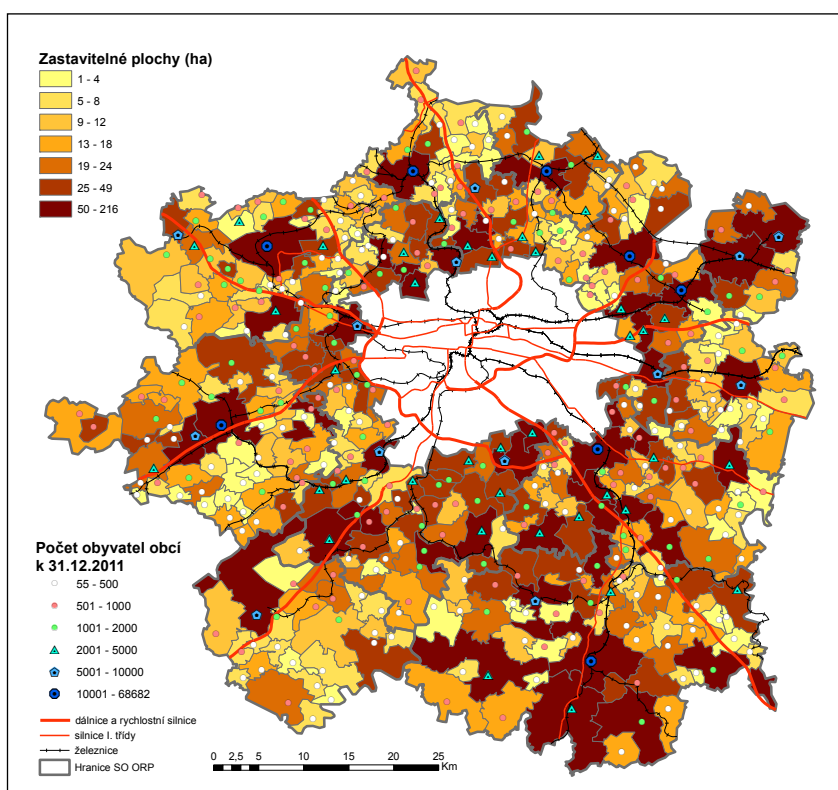 Zastavitelné plochy (ha)
1 - 4
5 - 8
9 - 12
13 - 18
19 - 24
25 - 49
50 - 216
Počet obyvatel obcí
k 31.12.2011
55 - 500
501 - 1000
1001 - 2000
2001 - 5000
5001 - 10000
10001 - 68682
dálnice a rychlostní silnice
silnice I. třídy
železnice
Hranice SO ORP
0 2,5 5 10 15 20 25
Km